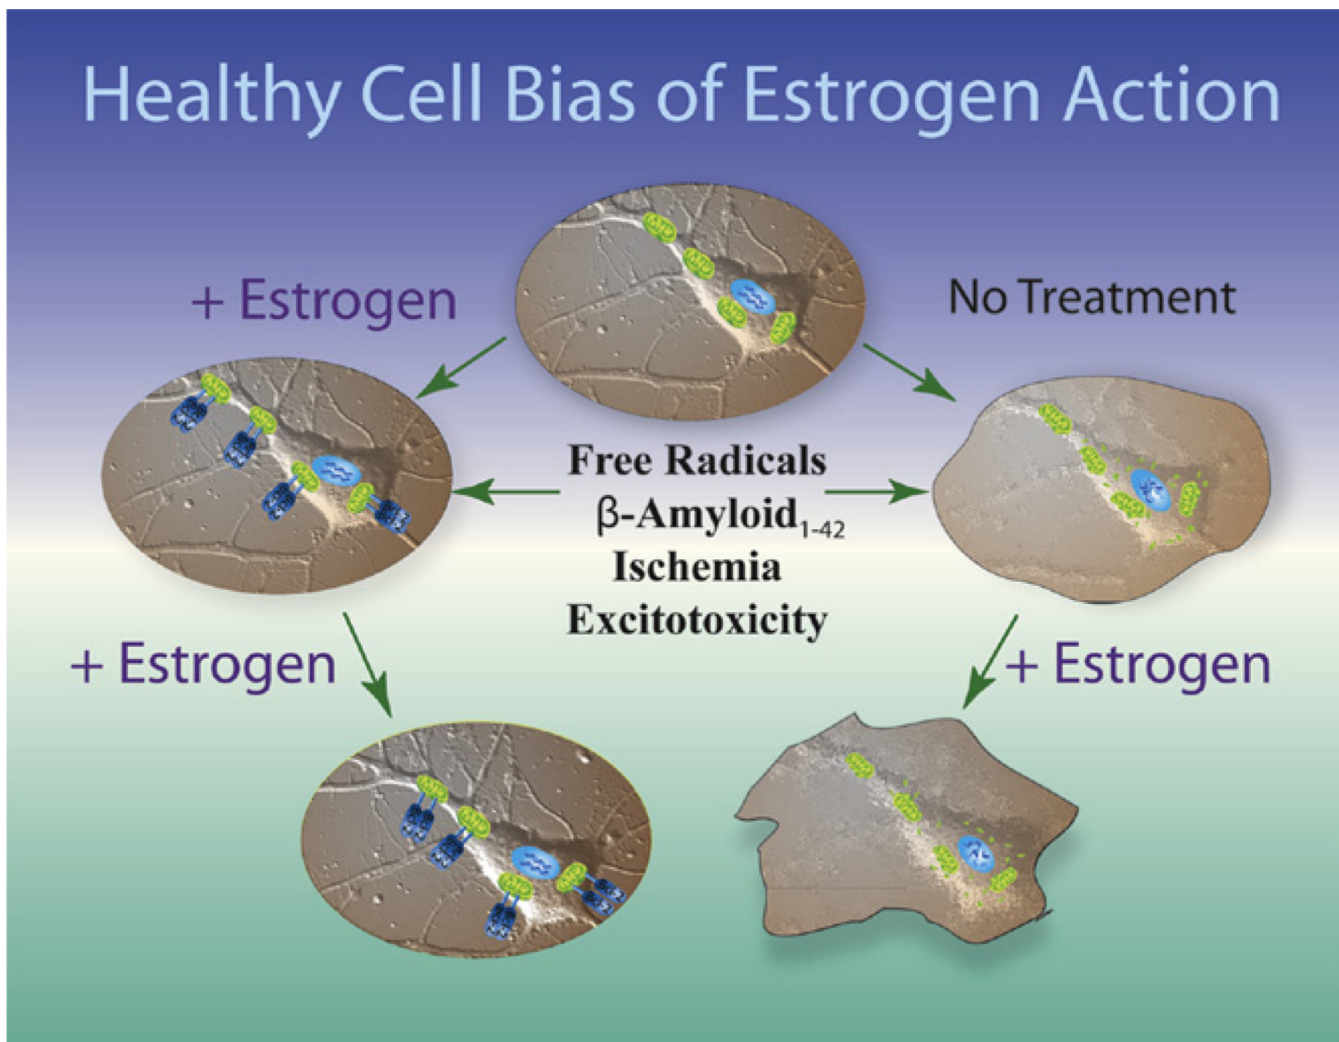 Healthy Cell Bias of Estrogen Action
+ Estrogen
No Treatment
Free Radicals
β-Amyloid₁₋₄₂
Ischemia
Excitotoxicity
+ Estrogen
+ Estrogen